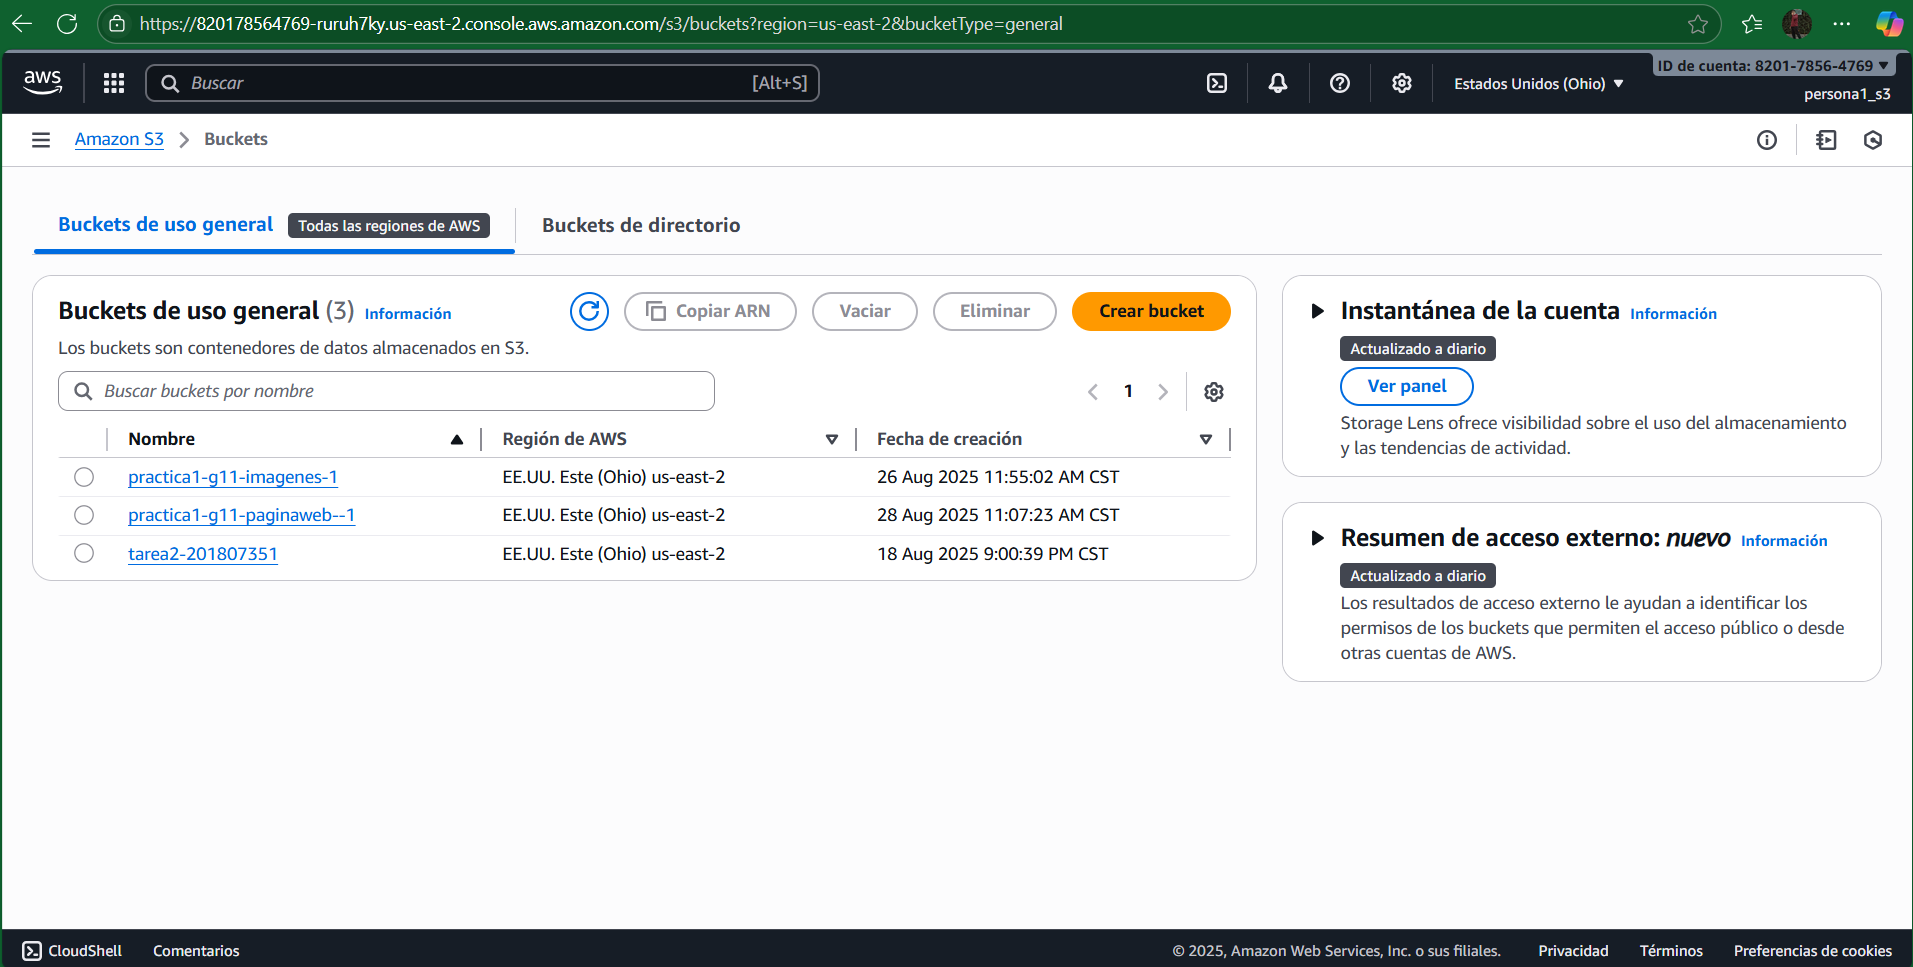 https://820178564769-ruruh7ky.us-east-2.console.aws.amazon.com/s3/buckets?region=us-east-2&bucketType=general
aws
Buscar
[Alt+S]
Estados Unidos (Ohio)
ID de cuenta: 8201-7856-4769
persona1_s3
Amazon S3
Buckets
Buckets de uso general
Todas las regiones de AWS
Buckets de directorio
Buckets de uso general (3) Información
Copiar ARN
Vaciar
Eliminar
Crear bucket
Los buckets son contenedores de datos almacenados en S3.
Buscar buckets por nombre
1
Nombre
Región de AWS
Fecha de creación
practica1-g11-imagenes-1 EE.UU. Este (Ohio) us-east-2 26 Aug 2025 11:55:02 AM CST
practica1-g11-paginaweb--1 EE.UU. Este (Ohio) us-east-2 28 Aug 2025 11:07:23 AM CST
tarea2-201807351 EE.UU. Este (Ohio) us-east-2 18 Aug 2025 9:00:39 PM CST
Instantánea de la cuenta Información
Actualizado a diario
Ver panel
Storage Lens ofrece visibilidad sobre el uso del almacenamiento
y las tendencias de actividad.
Resumen de acceso externo: nuevo Información
Actualizado a diario
Los resultados de acceso externo le ayudan a identificar los
permisos de los buckets que permiten el acceso público o desde
otras cuentas de AWS.
CloudShell
Comentarios
© 2025, Amazon Web Services, Inc. o sus filiales.
Privacidad
Términos
Preferencias de cookies